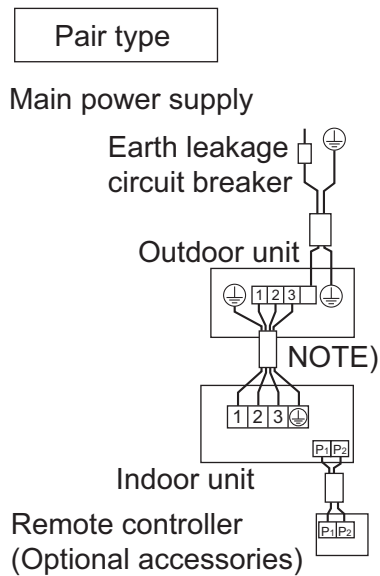 Pair type
Main power supply
Earth leakage
circuit breaker
Outdoor unit
1 2 3
NOTE)
1 2 3
P1 P2
Indoor unit
Remote controller
(Optional accessories)
P1 P2